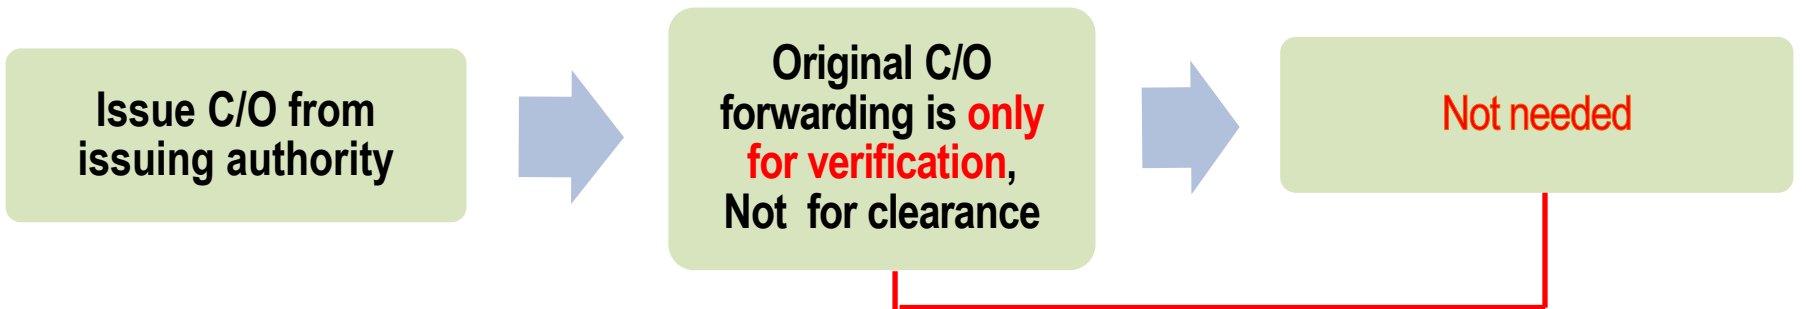 Issue C/O from
issuing authority
Original C/O
forwarding is only
for verification,
Not for clearance
Not needed